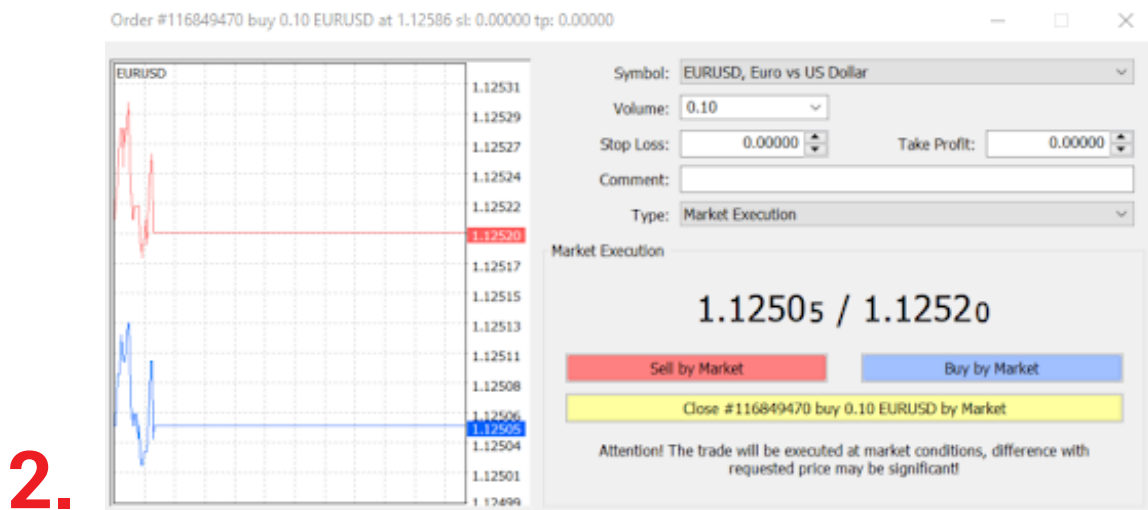 Order #116849470 buy 0.10 EURUSD at 1.12586 sl: 0.00000 tp: 0.00000
EURUSD
1.12531
1.12529
1.12527
1.12524
1.12522
1.12520
1.12517
1.12515
1.12513
1.12511
1.12508
1.12506
1.12505
1.12504
1.12501
1.12499
Symbol: EURUSD, Euro vs US Dollar
Volume: 0.10
Stop Loss: 0.00000 Take Profit: 0.00000
Comment:
Type: Market Execution
Market Execution
1.12505 / 1.12520
Sell by Market Buy by Market
Close #116849470 buy 0.10 EURUSD by Market
Attention! The trade will be executed at market conditions, difference with
requested price may be significant!
2.